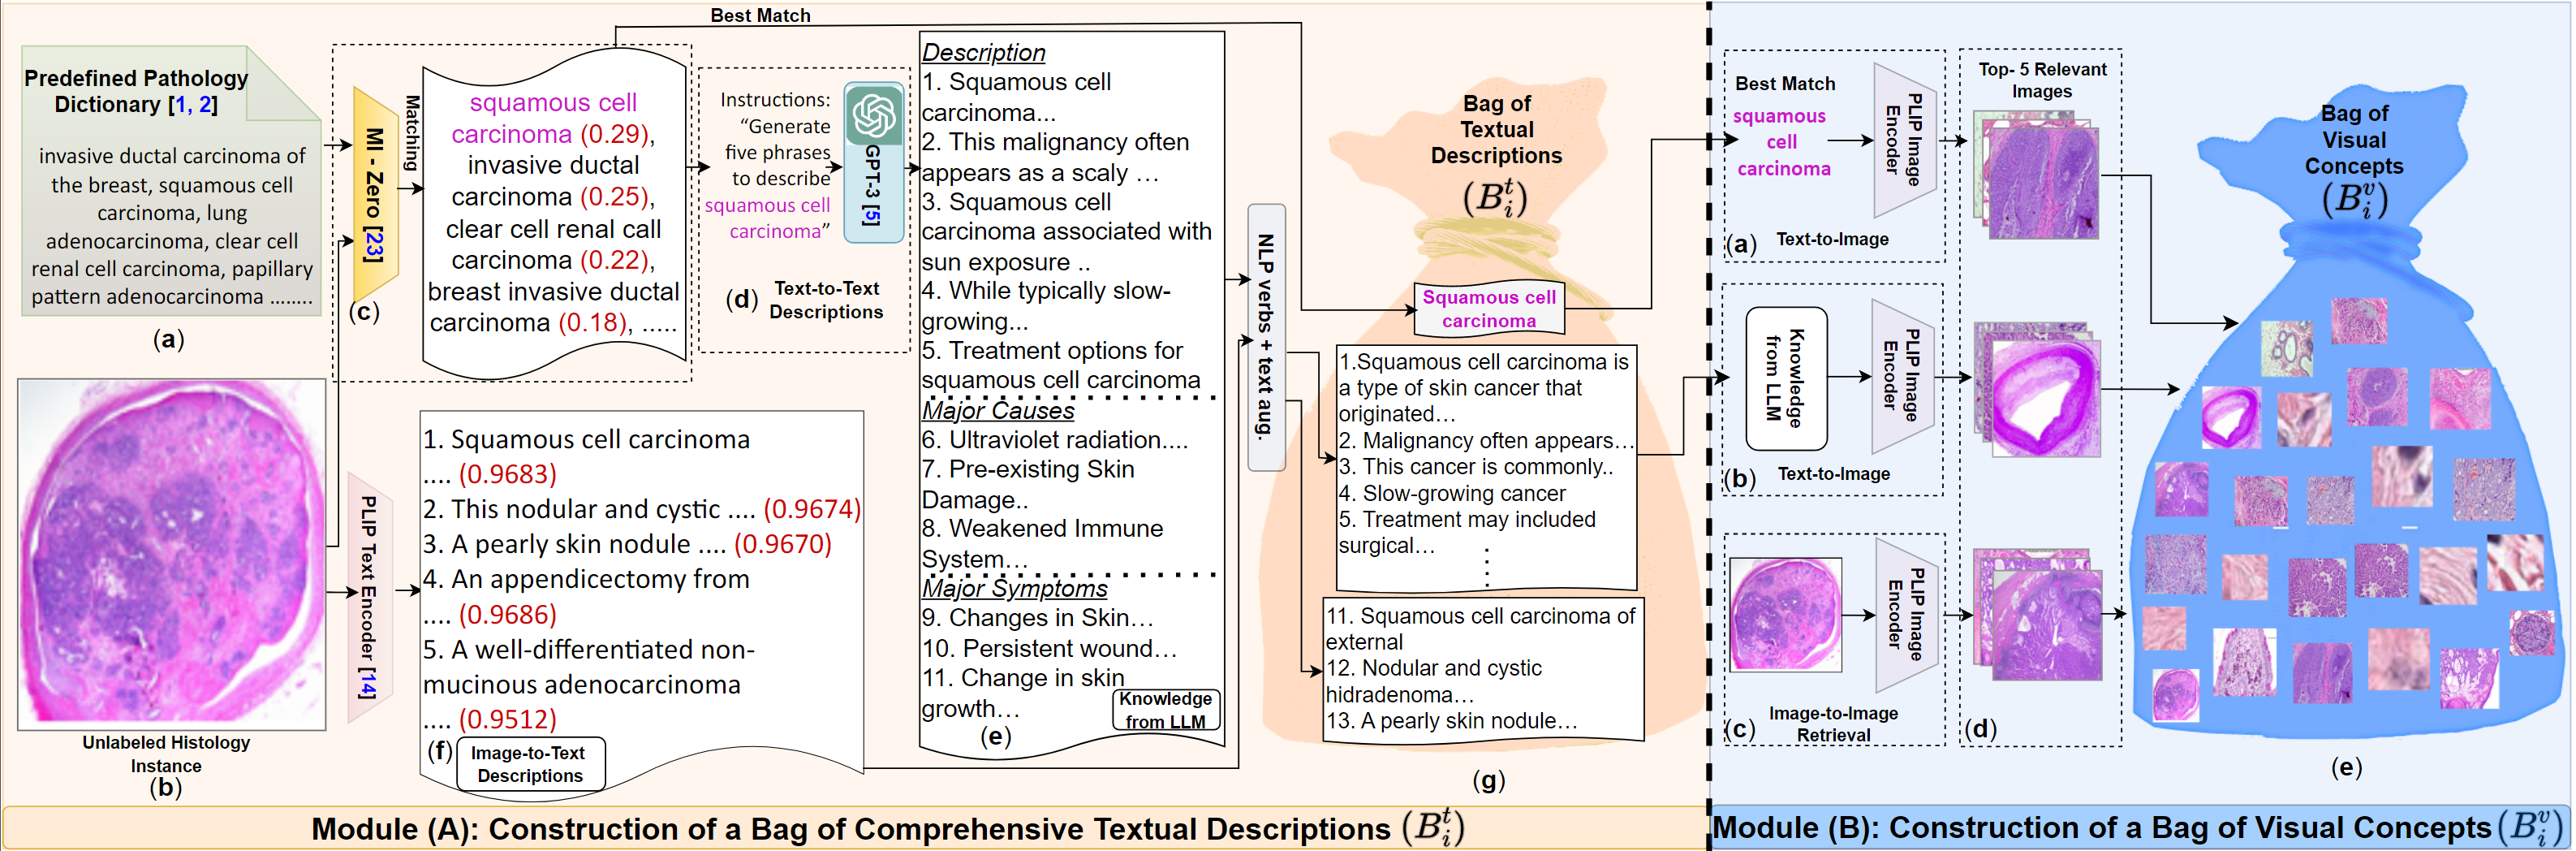 Best Match
Predefined Pathology
Dictionary [1, 2]
invasive ductal carcinoma of
the breast, squamous cell
carcinoma, lung
adenocarcinoma, clear cell
renal cell carcinoma, papillary
pattern adenocarcinoma ........
(a)
Unlabeled Histology
Instance
(b)
MI - Zero [23]
(c)
Matching
squamous cell
carcinoma (0.29),
invasive ductal
carcinoma (0.25),
clear cell renal call
carcinoma (0.22),
breast invasive ductal
carcinoma (0.18), .....
Instructions:
“Generate
five phrases
to describe
squamous cell
carcinoma”
GPT-3 [5]
(d) Text-to-Text
Descriptions
PLIP Text Encoder [14]
1. Squamous cell carcinoma
.... (0.9683)
2. This nodular and cystic .... (0.9674)
3. A pearly skin nodule .... (0.9670)
4. An appendicectomy from
.... (0.9686)
5. A well-differentiated non-
mucinous adenocarcinoma
.... (0.9512)
(f) Image-to-Text
Descriptions
Description
1. Squamous cell
carcinoma...
2. This malignancy often
appears as a scaly …
3. Squamous cell
carcinoma associated with
sun exposure ..
4. While typically slow-
growing...
5. Treatment options for
squamous cell carcinoma
Major Causes
6. Ultraviolet radiation....
7. Pre-existing Skin
Damage..
8. Weakened Immune
System…
Major Symptoms
9. Changes in Skin…
10. Persistent wound…
11. Change in skin
growth…
Knowledge
from LLM
(e)
NLP verbs + text aug.
Bag of
Textual
Descriptions
(B_i^t)
Squamous cell
carcinoma
1.Squamous cell carcinoma is
a type of skin cancer that
originated…
2. Malignancy often appears…
3. This cancer is commonly..
4. Slow-growing cancer
5. Treatment may included
surgical…
11. Squamous cell carcinoma of
external
12. Nodular and cystic
hidradenoma…
13. A pearly skin nodule…
(g)
Module (A): Construction of a Bag of Comprehensive Textual Descriptions (B_i^t)
Best Match
squamous
cell
carcinoma
PLIP Image
Encoder
(a) Text-to-Image
Knowledge
from LLM
PLIP Image
Encoder
(b) Text-to-Image
PLIP Image
Encoder
(c) Image-to-Image
Retrieval
Top- 5 Relevant
Images
(d)
Bag of
Visual
Concepts
(B_i^v)
(e)
Module (B): Construction of a Bag of Visual Concepts (B_i^v)